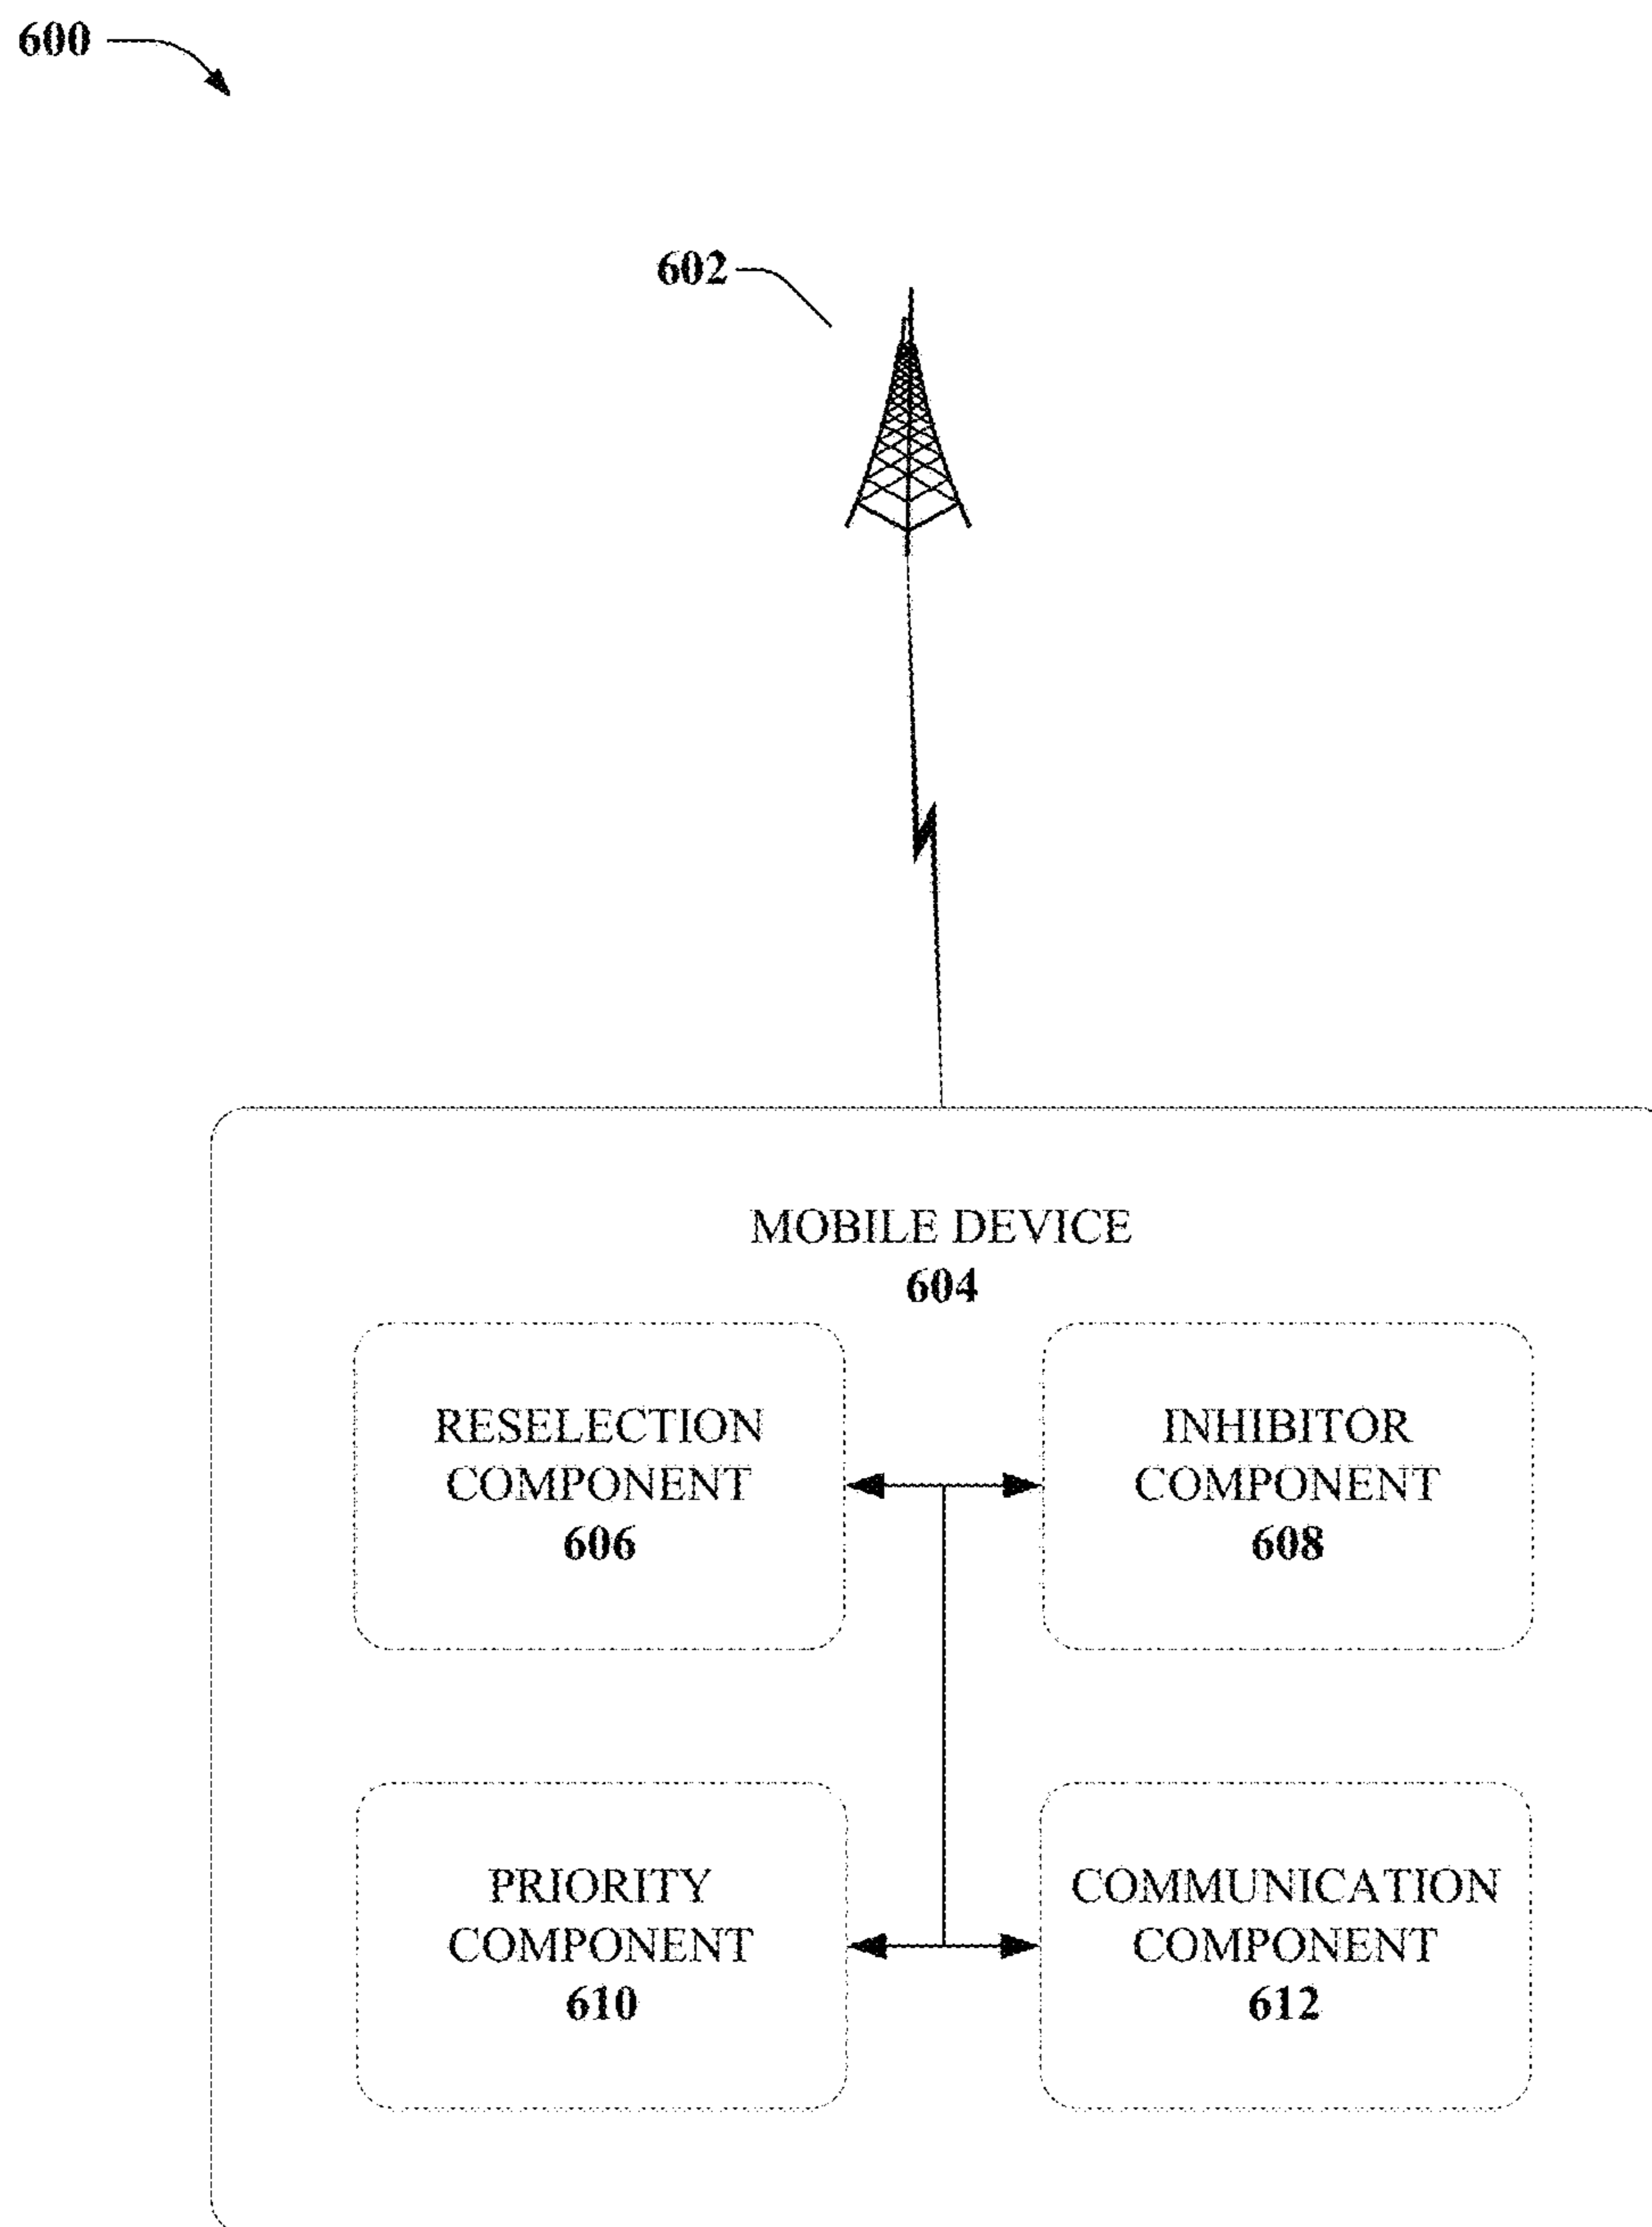 600
602
MOBILE DEVICE
604
RESELECTION
COMPONENT
606
INHIBITOR
COMPONENT
608
PRIORITY
COMPONENT
610
COMMUNICATION
COMPONENT
612